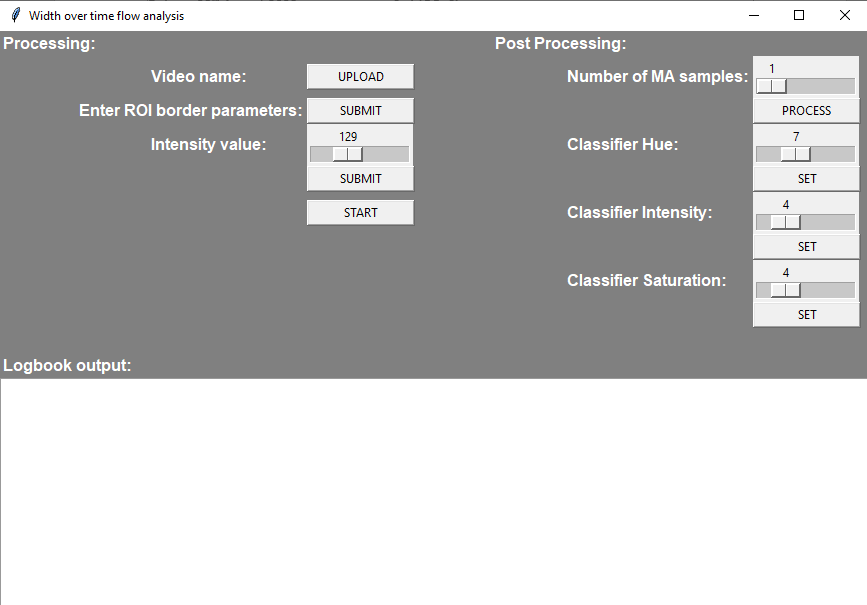 Width over time flow analysis
Processing:
Video name:
UPLOAD
Enter ROI border parameters:
SUBMIT
Intensity value:
129
SUBMIT
START
Post Processing:
Number of MA samples:
1
PROCESS
Classifier Hue:
7
SET
Classifier Intensity:
4
SET
Classifier Saturation:
4
SET
Logbook output: